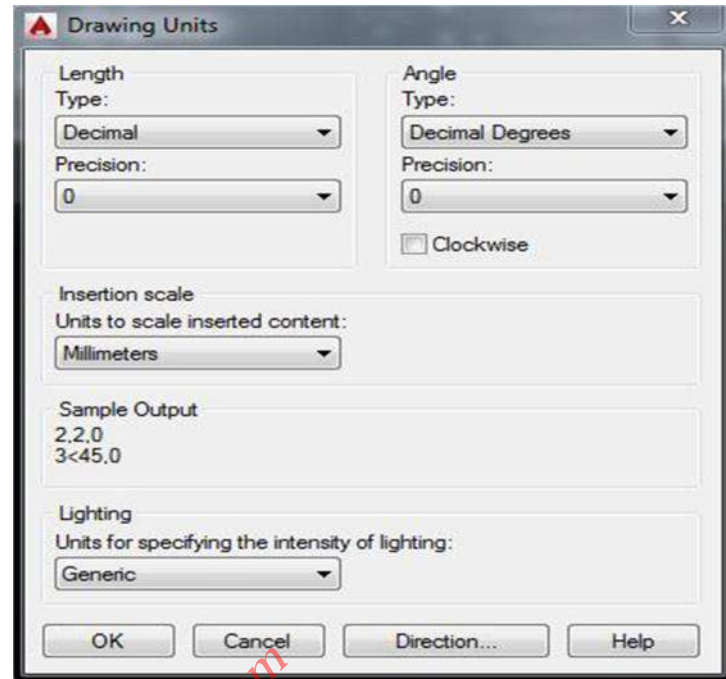 Drawing Units
Length
Type:
Decimal
Precision:
0
Angle
Type:
Decimal Degrees
Precision:
0
Clockwise
Insertion scale
Units to scale inserted content:
Millimeters
Sample Output
2,2,0
3<45,0
Lighting
Units for specifying the intensity of lighting:
Generic
OK Cancel Direction... Help
m